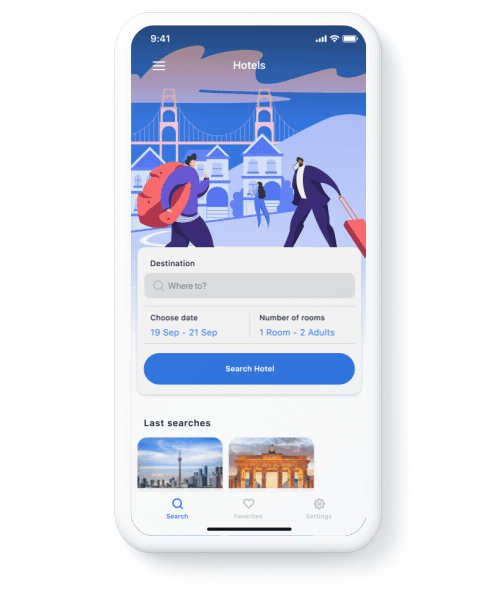 9:41
Hotels
Destination
Where to?
Choose date
Number of rooms
19 Sep - 21 Sep
1 Room - 2 Adults
Search Hotel
Last searches
Search
Favorites
Settings